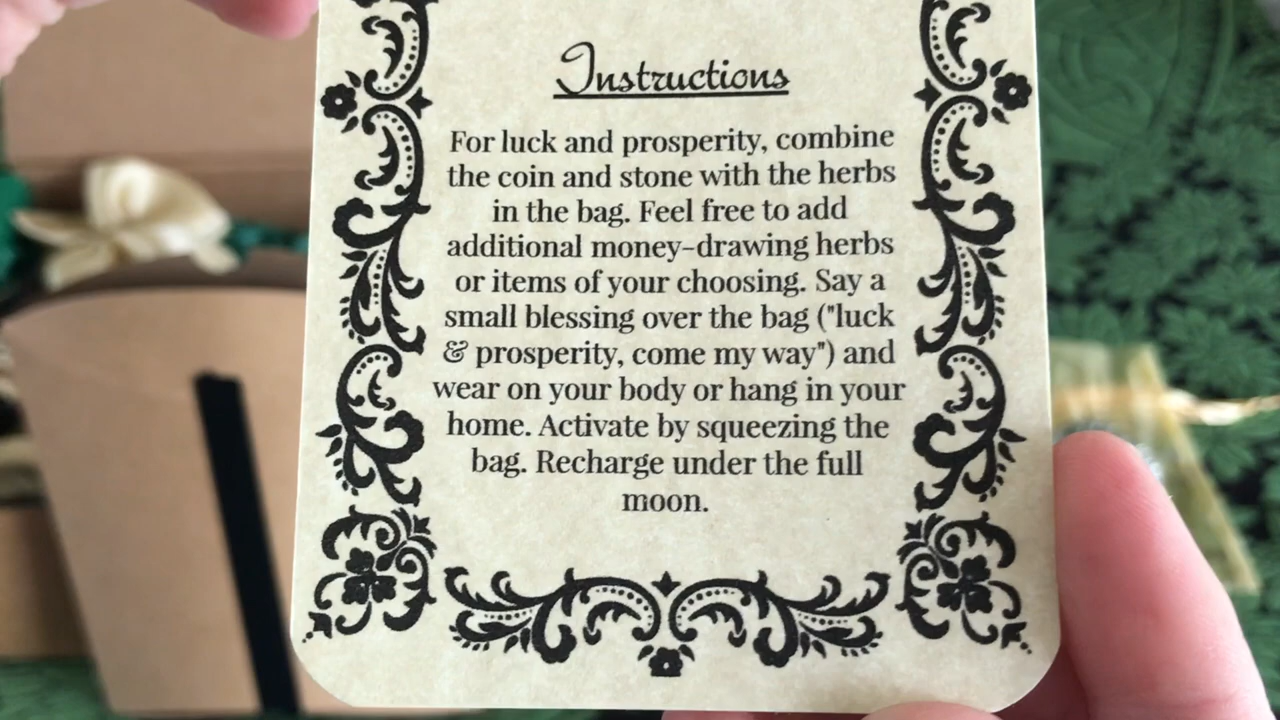 Instructions
For luck and prosperity, combine
the coin and stone with the herbs
in the bag. Feel free to add
additional money-drawing herbs
or items of your choosing. Say a
small blessing over the bag ("luck
& prosperity, come my way") and
wear on your body or hang in your
home. Activate by squeezing the
bag. Recharge under the full
moon.